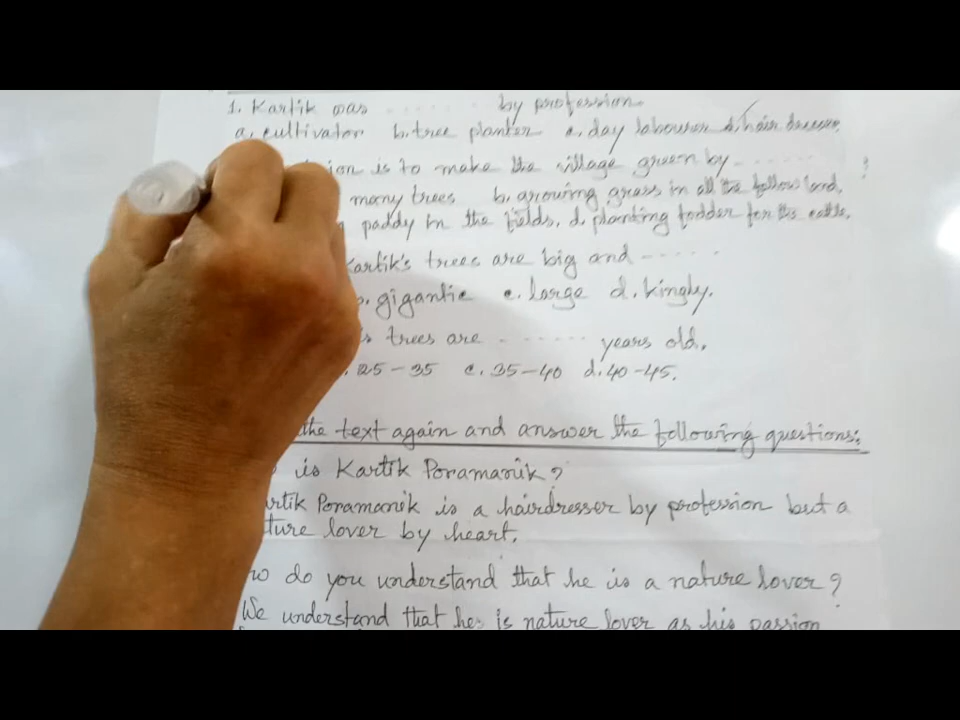 1. Kartik was ....... by profession.
a. cultivator b. tree planter c. day labourer d. hair dresser
is to make the village green by .......
many trees b. growing grass in all the fallow land.
paddy in the fields. d. planting fodder for the cattle.
Kartik's trees are big and .......
b. gigantic c. large d. kingly.
trees are ....... years old.
25-35 c. 35-40 d. 40-45.
the text again and answer the following questions:
is Kartik Poramanik?
Poramanik is a hairdresser by profession but a
lover by heart.
do you understand that he is a nature lover?
We understand that he is nature lover as his passion